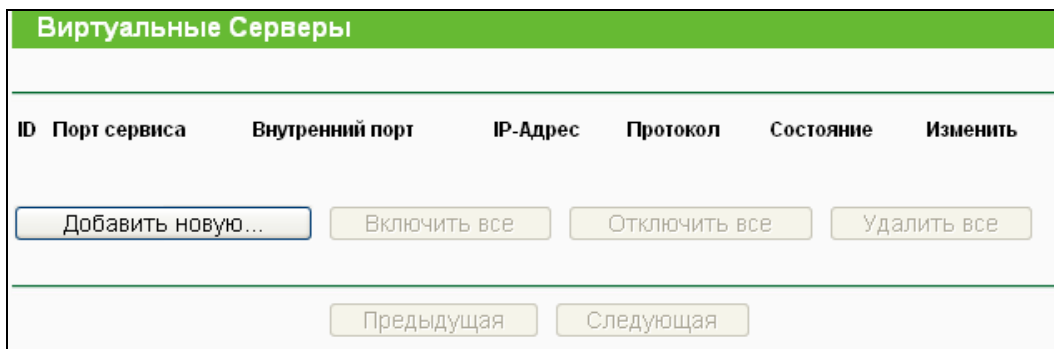 Виртуальные Серверы
ID Порт сервиса Внутренний порт IP-Адрес Протокол Состояние Изменить
Добавить новую... Включить все Отключить все Удалить все
Предыдущая Следующая